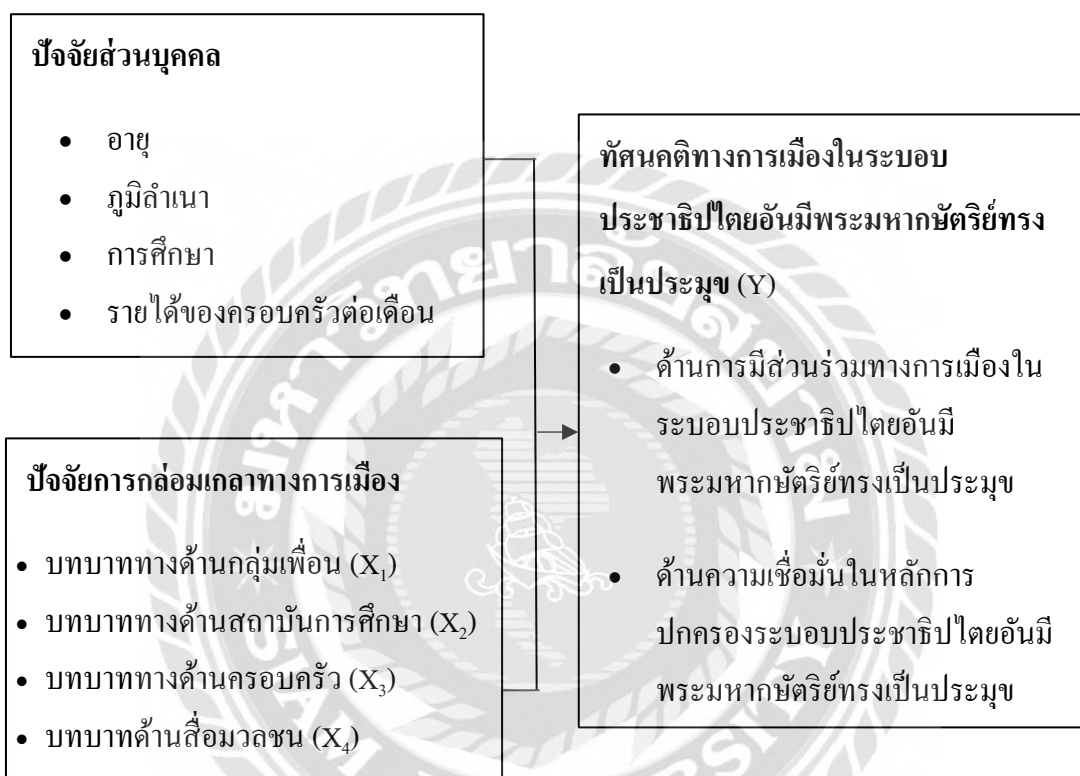 ปัจจัยส่วนบุคคล
• อายุ
• ภูมิลำเนา
• การศึกษา
• รายได้ของครอบครัวต่อเดือน
ปัจจัยการกล่อมเกลาทางการเมือง
• บทบาททางด้านกลุ่มเพื่อน (X₁)
• บทบาททางด้านสถาบันการศึกษา (X₂)
• บทบาททางด้านครอบครัว (X₃)
• บทบาทด้านสื่อมวลชน (X₄)
ทัศนคติทางการเมืองในระบอบ
ประชาธิปไตยอันมีพระมหากษัตริย์ทรง
เป็นประมุข (Y)
• ด้านการมีส่วนร่วมทางการเมืองใน
ระบอบประชาธิปไตยอันมี
พระมหากษัตริย์ทรงเป็นประมุข
• ด้านความเชื่อมั่นในหลักการ
ปกครองระบอบประชาธิปไตยอันมี
พระมหากษัตริย์ทรงเป็นประมุข
มหาวิทยาลัยสยาม